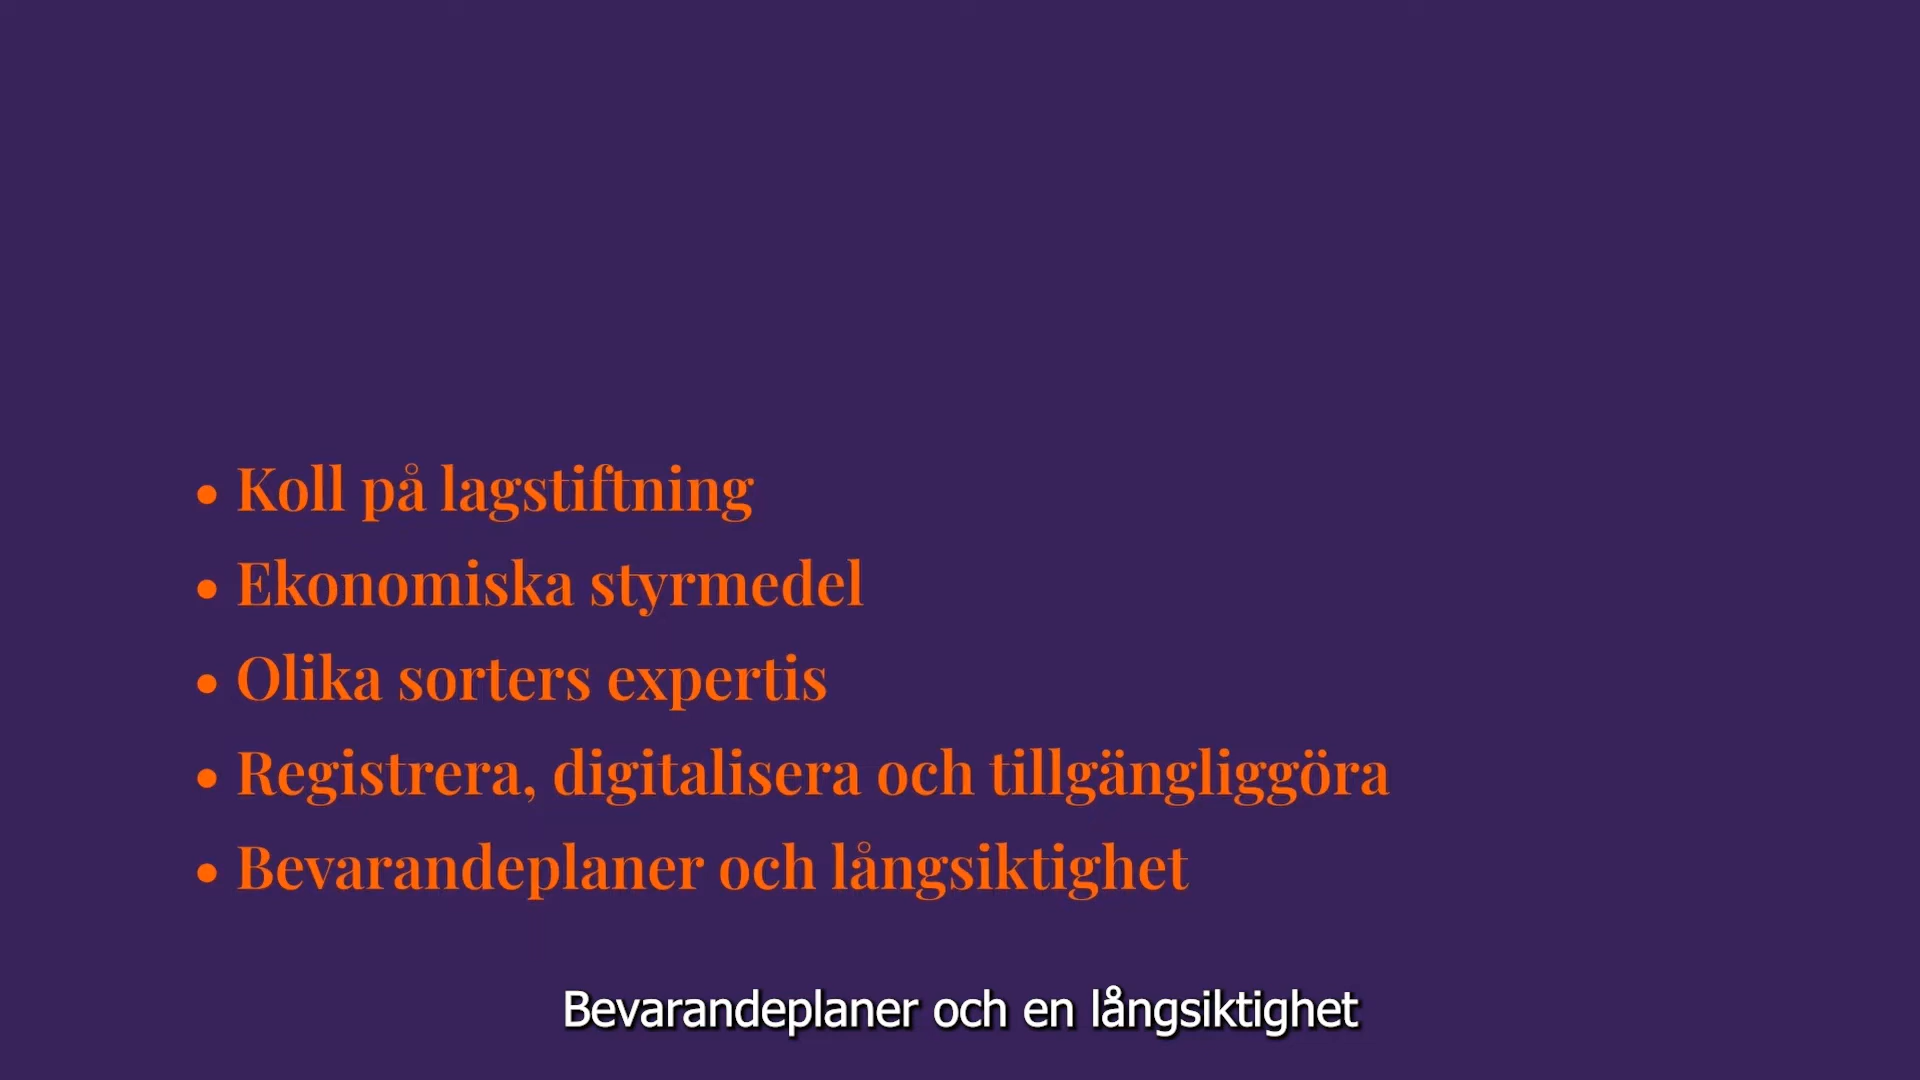 • Koll på lagstiftning
• Ekonomiska styrmedel
• Olika sorters expertis
• Registrera, digitalisera och tillgängliggöra
• Bevarandeplaner och långsiktighet
Bevarandeplaner och en långsiktighet